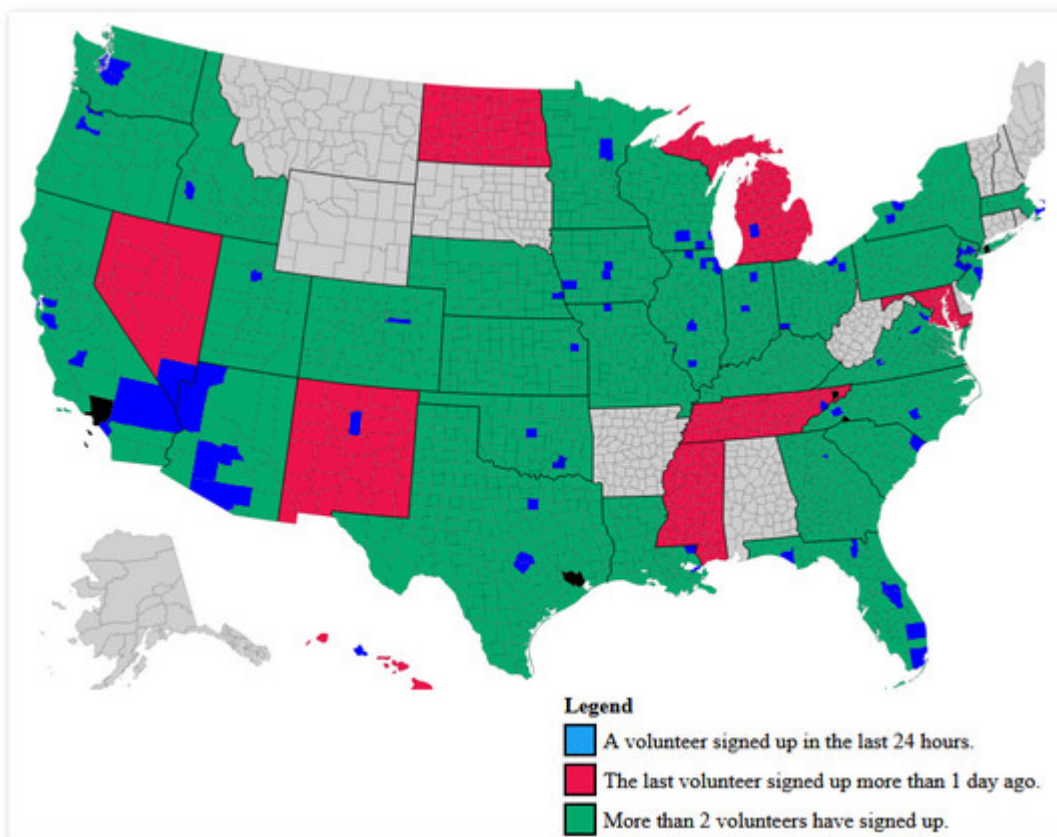 Legend
A volunteer signed up in the last 24 hours.
The last volunteer signed up more than 1 day ago.
More than 2 volunteers have signed up.